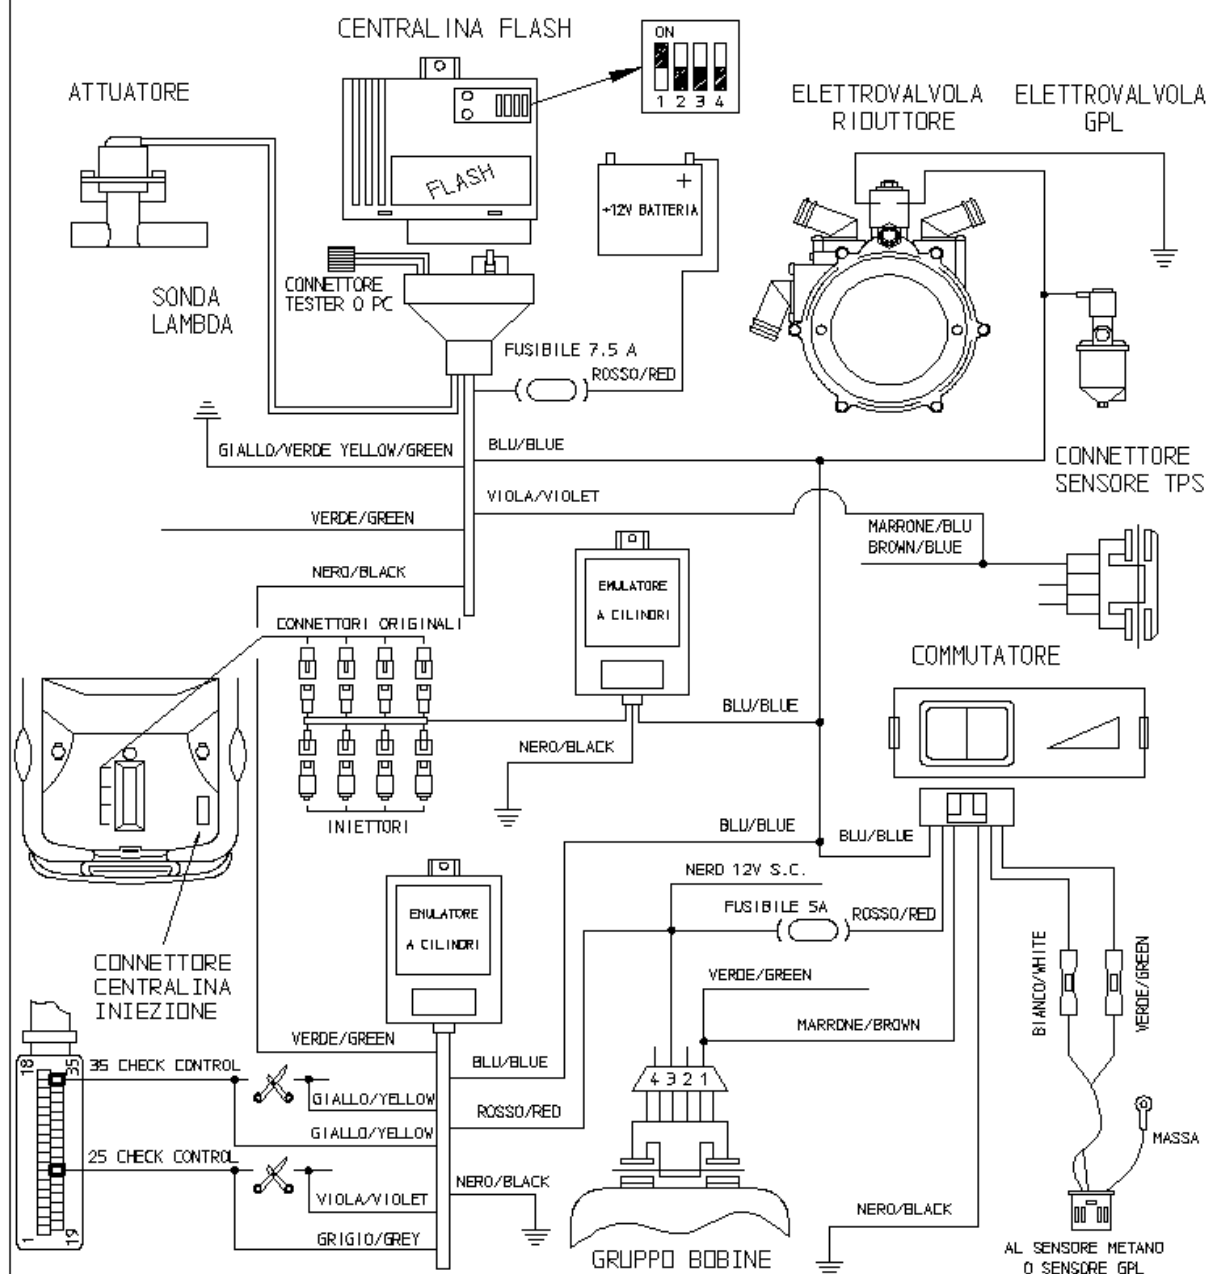 CENTRALINA FLASH
ON
1 2 3 4
ATTUATORE
ELETTROVALVOLA
RIDUTTORE
ELETTROVALVOLA
GPL
FLASH
+
+12V BATTERIA
CONNETTORE
TESTER O PC
SONDA
LAMBDA
FUSIBILE 7.5 A
ROSSO/RED
GIALLO/VERDE YELLOW/GREEN
BLU/BLUE
CONNETTORE
SENSORE TPS
VIOLA/VIOLET
VERDE/GREEN
MARRONE/BLU
BROWN/BLUE
NERO/BLACK
EMULATORE
A CILINDRI
CONNETTORI ORIGINALI
COMMUTATORE
BLU/BLUE
NERO/BLACK
INIETTORI
BLU/BLUE
BLU/BLUE
NERO 12V S.C.
FUSIBILE 5A
ROSSO/RED
EMULATORE
A CILINDRI
CONNETTORE
CENTRALINA
INIEZIONE
VERDE/GREEN
BIANCO/WHITE
VERDE/GREEN
MARRONE/BROWN
VERDE/GREEN
BLU/BLUE
18
35
35 CHECK CONTROL
4 3 2 1
GIALLO/YELLOW
ROSSO/RED
GIALLO/YELLOW
MASSA
25 CHECK CONTROL
NERO/BLACK
VIOLA/VIOLET
NERO/BLACK
1
19
GRIGIO/GREY
GRUPPO BOBINE
AL SENSORE METANO
O SENSORE GPL